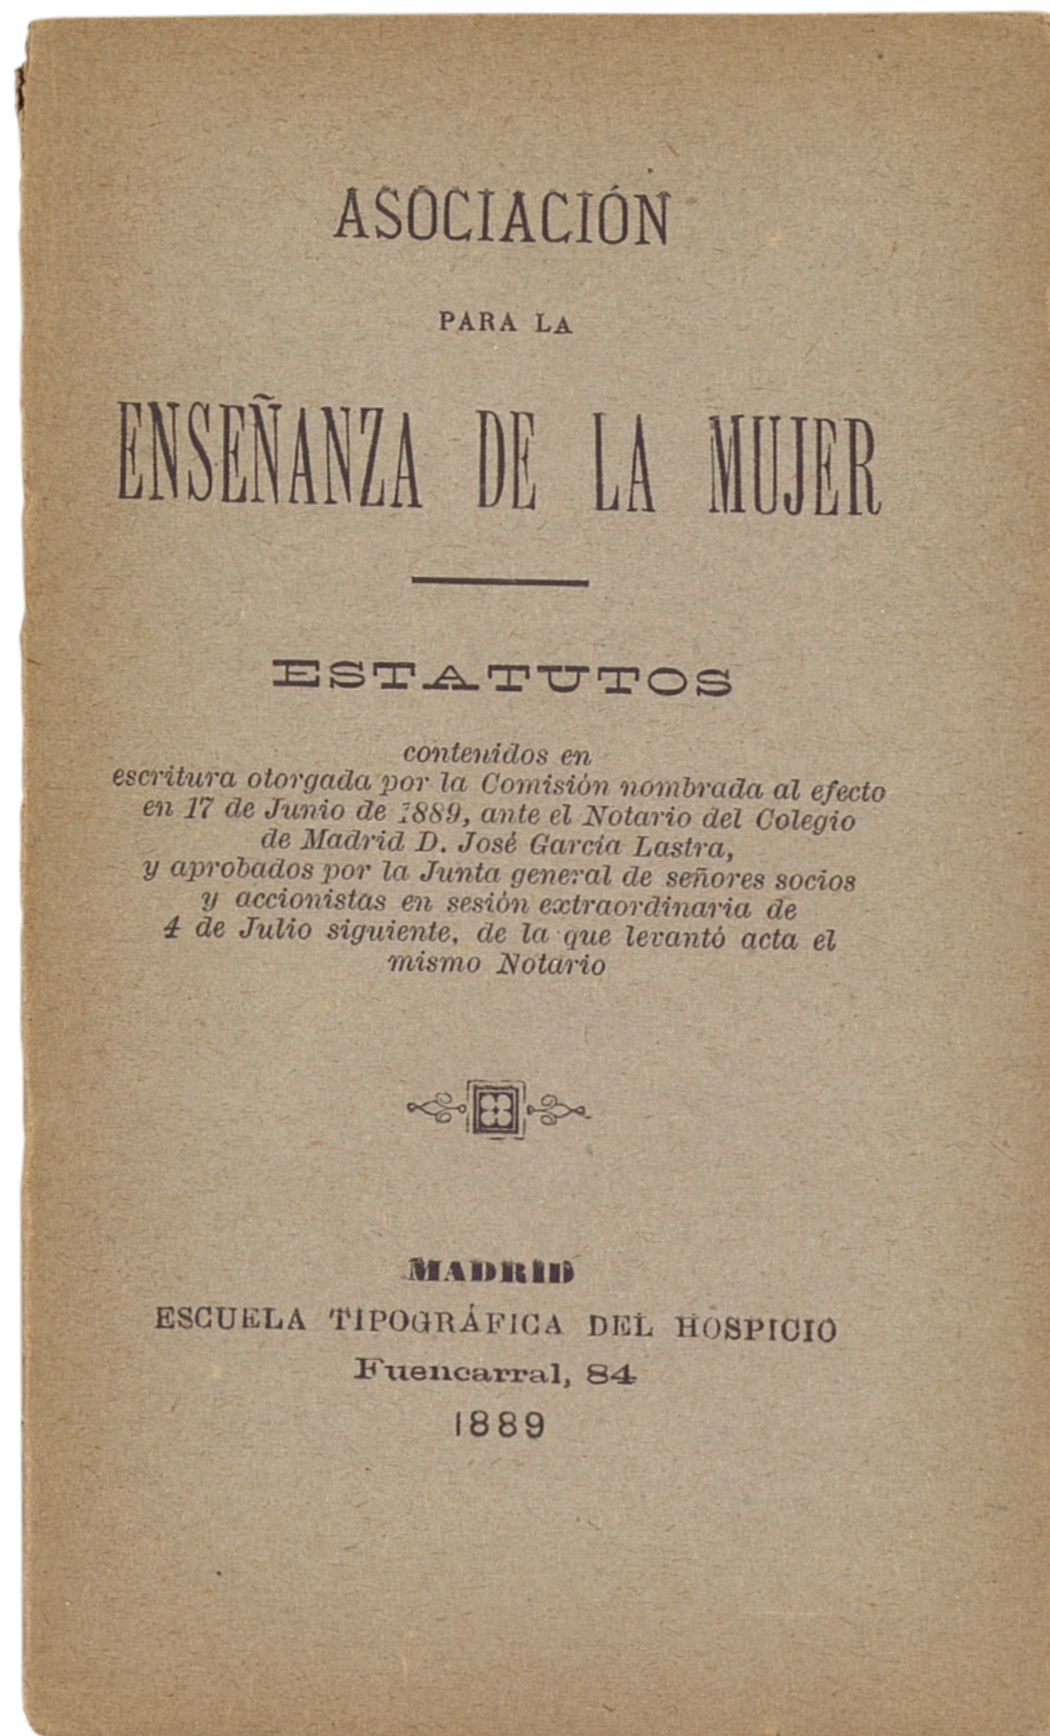 ASOCIACIÓN
PARA LA
ENSEÑANZA DE LA MUJER
ESTATUTOS
contenidos en
escritura otorgada por la Comisión nombrada al efecto
en 17 de Junio de 1889, ante el Notario del Colegio
de Madrid D. José García Lastra,
y aprobados por la Junta general de señores socios
y accionistas en sesión extraordinaria de
4 de Julio siguiente, de la que levantó acta el
mismo Notario
MADRID
ESCUELA TIPOGRÁFICA DEL HOSPICIO
Fuencarral, 84
1889